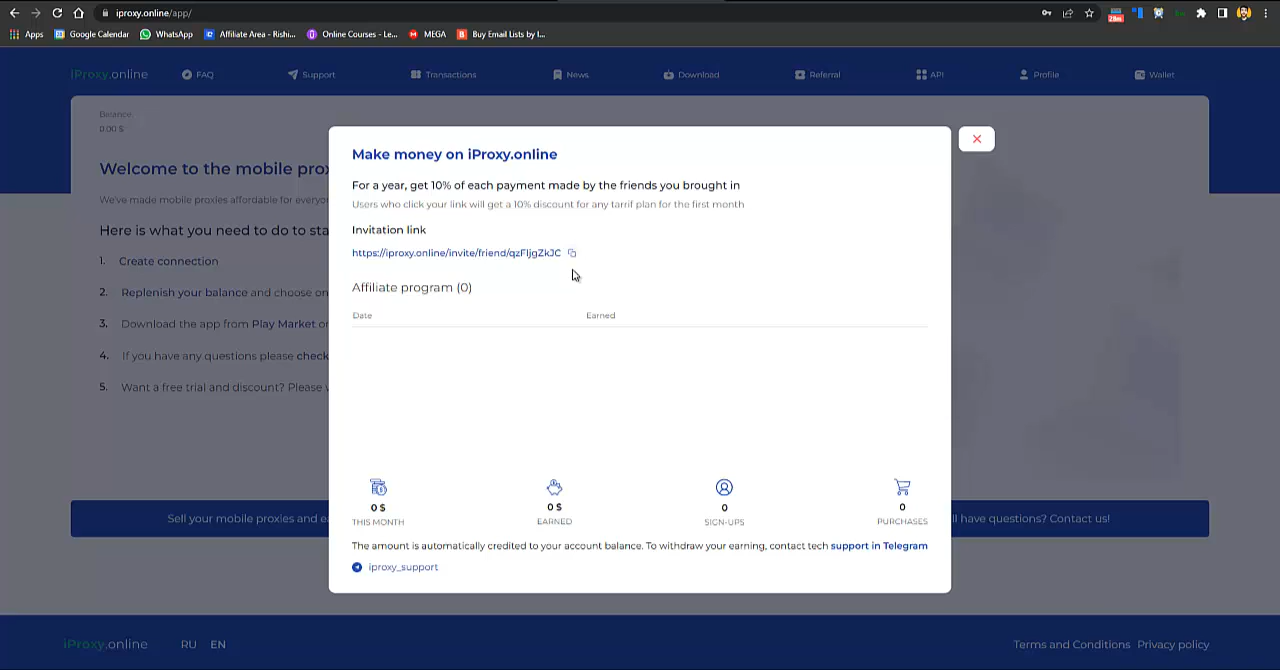 iproxy.online/app/
28m
Apps
Google Calendar
WhatsApp
Affiliate Area - Rishi...
Online Courses - Le...
MEGA
Buy Email Lists by I...
iProxy.online
FAQ
Support
Transactions
News
Download
Referral
API
Profile
Wallet
Balance
0.00 $
Welcome to the mobile prox
We've made mobile proxies affordable for everyon
Here is what you need to do to sta
1. Create connection
2. Replenish your balance and choose on
3. Download the app from Play Market or
4. If you have any questions please check
5. Want a free trial and discount? Please
Make money on iProxy.online
For a year, get 10% of each payment made by the friends you brought in
Users who click your link will get a 10% discount for any tarrif plan for the first month
Invitation link
https://iproxy.online/invite/friend/qzFljgZkJC
Affiliate program (0)
Date Earned
0 $
THIS MONTH
0 $
EARNED
0
SIGN-UPS
0
PURCHASES
The amount is automatically credited to your account balance. To withdraw your earning, contact tech support in Telegram
iproxy_support
Sell your mobile proxies and ea
ll have questions? Contact us!
iProxy.online
RU EN
Terms and Conditions Privacy policy